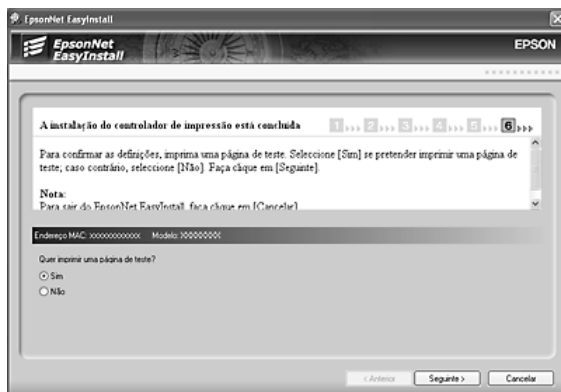 EpsonNet EasyInstall
EpsonNet
EasyInstall
EPSON
A instalação do controlador de impressão está concluída
1 2 3 4 5 6
Para confirmar as definições, imprima uma página de teste. Seleccione [Sim] se pretender imprimir uma página de
teste; caso contrário, seleccione [Não]. Faça clique em [Seguinte].
Nota:
Para sair do EpsonNet EasyInstall, faça clique em [Cancelar].
Endereço MAC: xxxxxxxxxxxx Modelo: XXXXXXXX
Quer imprimir uma página de teste?
Sim
Não
< Anterior Seguinte > Cancelar